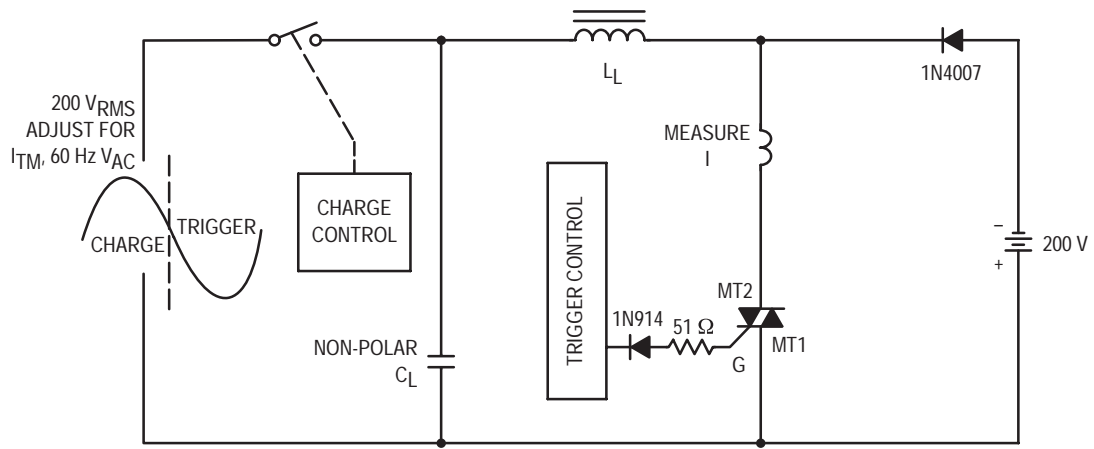 200 VRMS
ADJUST FOR
ITM, 60 Hz VAC
CHARGE
TRIGGER
CHARGE
CONTROL
NON-POLAR
CL
LL
TRIGGER CONTROL
1N914
51 Ω
G
MEASURE
I
MT2
MT1
1N4007
–
+
200 V